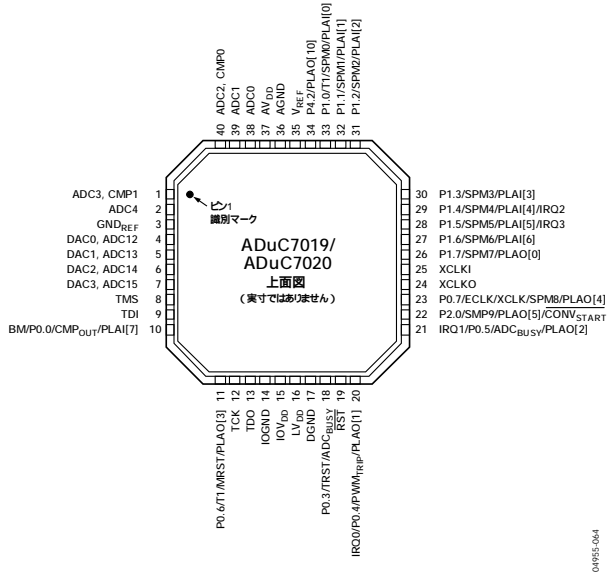 40 ADC2, CMP0
39 ADC1
38 ADC0
37 AVDD
36 AGND
35 VREF
34 P4.2/PLAO[10]
33 P1.0/T1/SPM0/PLAI[0]
32 P1.1/SPM1/PLAI[1]
31 P1.2/SPM2/PLAI[2]
ADC3, CMP1 1
ADC4 2
GNDREF 3
DAC0, ADC12 4
DAC1, ADC13 5
DAC2, ADC14 6
DAC3, ADC15 7
TMS 8
TDI 9
BM/P0.0/CMPOUT/PLAI[7] 10
ピン1
識別マーク
ADuC7019/
ADuC7020
上面図
(実寸ではありません)
30 P1.3/SPM3/PLAI[3]
29 P1.4/SPM4/PLAI[4]/IRQ2
28 P1.5/SPM5/PLAI[5]/IRQ3
27 P1.6/SPM6/PLAI[6]
26 P1.7/SPM7/PLAO[0]
25 XCLKI
24 XCLKO
23 P0.7/ECLK/XCLK/SPM8/PLAO[4]
22 P2.0/SMP9/PLAO[5]/CONVSTART
21 IRQ1/P0.5/ADCBUSY/PLAO[2]
P0.6/T1/MRST/PLAO[3] 11
TCK 12
TDO 13
IOGND 14
IOVDD 15
LVDD 16
DGND 17
P0.3/TRST/ADCBUSY 18
RST 19
IRQ0/P0.4/PWMTRIP/PLAO[1] 20
04955-064